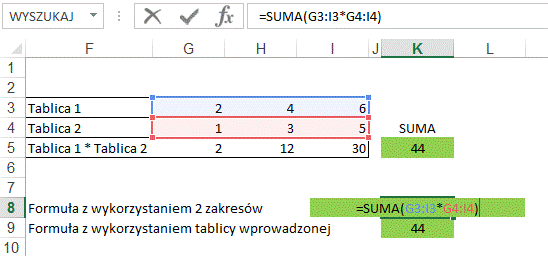 WYSZUKAJ =SUMA(G3:I3*G4:I4)
F G H I J K L
1
2
3 Tablica 1 2 4 6
4 Tablica 2 1 3 5 SUMA
5 Tablica 1 * Tablica 2 2 12 30 44
6
7
8 Formuła z wykorzystaniem 2 zakresów =SUMA(G3:I3*G4:I4)
9 Formuła z wykorzystaniem tablicy wprowadzonej 44
10